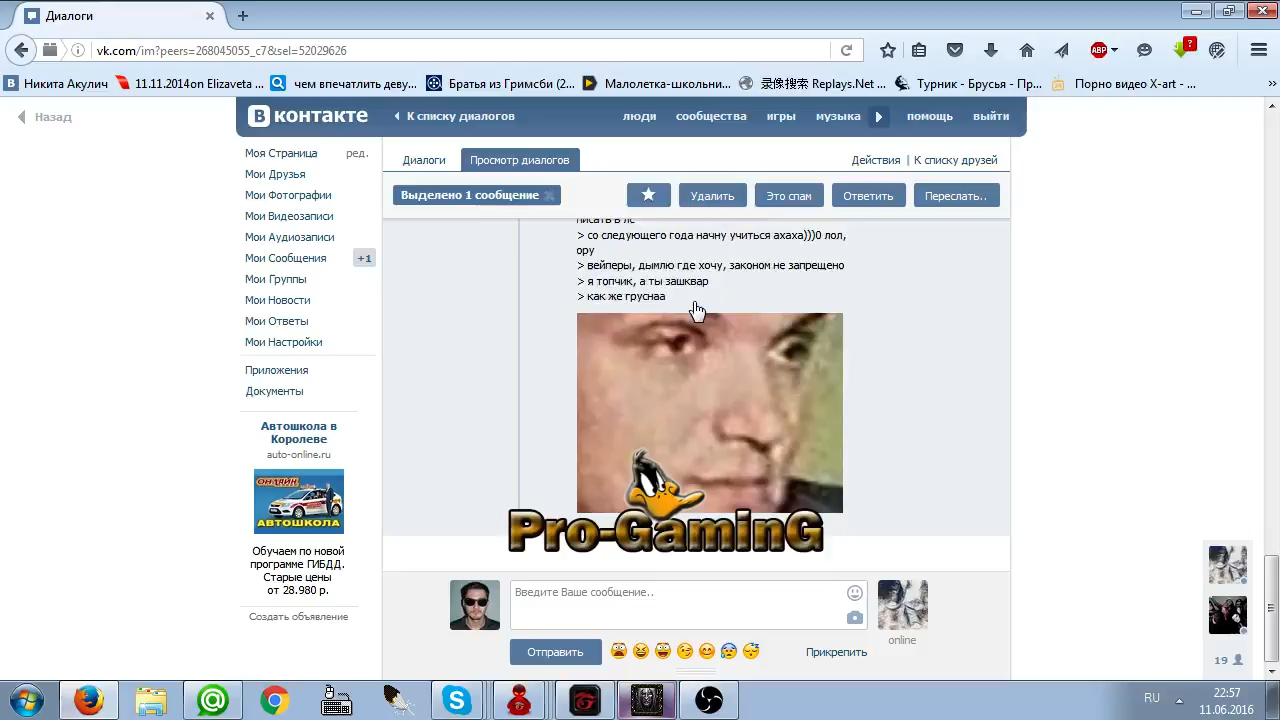 Диалоги
vk.com/im?peers=268045055_c78&sel=52029626
ABP
?
Никита Акулич
11.11.2014on Elizaveta ...
чем впечатлить деву...
Братья из Гримсби (2...
Малолетка-школьни...
录像搜索 Replays.Net ...
Турник - Брусья - Пр...
Порно видео X-art - ...
Назад
В контакте
К списку диалогов
люди
сообщества
игры
музыка
помощь
выйти
Моя Страница
ред.
Мои Друзья
Мои Фотографии
Мои Видеозаписи
Мои Аудиозаписи
Мои Сообщения
+1
Мои Группы
Мои Новости
Мои Ответы
Мои Настройки
Приложения
Документы
Автошкола в
Королеве
auto-online.ru
ОНЛАЙН
АВТОШКОЛА
Обучаем по новой
программе ГИБДД.
Старые цены
от 28.980 р.
Создать объявление
Диалоги
Просмотр диалогов
Действия | К списку друзей
Выделено 1 сообщение
Удалить
Это спам
Ответить
Переслать..
писать в лс
> со следующего года начну учиться ахаха)))0 лол,
ору
> вейперы, дымлю где хочу, законом не запрещено
> я топчик, а ты зашквар
> как же груснаа
Pro-GaminG
Введите Ваше сообщение..
online
Отправить
Прикрепить
19
RU
22:57
11.06.2016